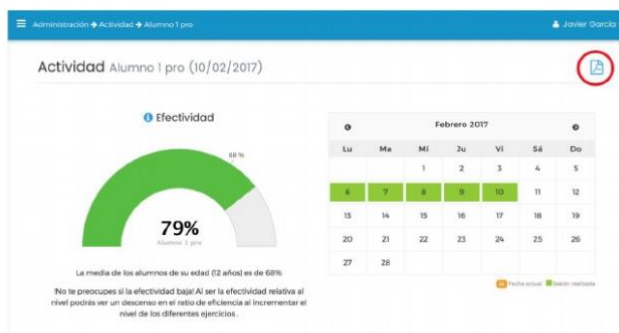 Administración → Actividad → Alumno 1 pro
Javier García
Actividad Alumno 1 pro (10/02/2017)
Efectividad
68 %
79%
Alumno 1 pro
La media de los alumnos de su edad (12 años) es de 68%
!No te preocupes si la efectividad baja! Al ser la efectividad relativa al
nivel podrás ver un descenso en el ratio de eficiencia al incrementar el
nivel de los diferentes ejercicios.
Febrero 2017
Lu Ma Mi Ju Vi Sá Do
1 2 3 4 5
6 7 8 9 10 11 12
13 14 15 16 17 18 19
20 21 22 23 24 25 26
27 28
Fecha actual Sesión realizada